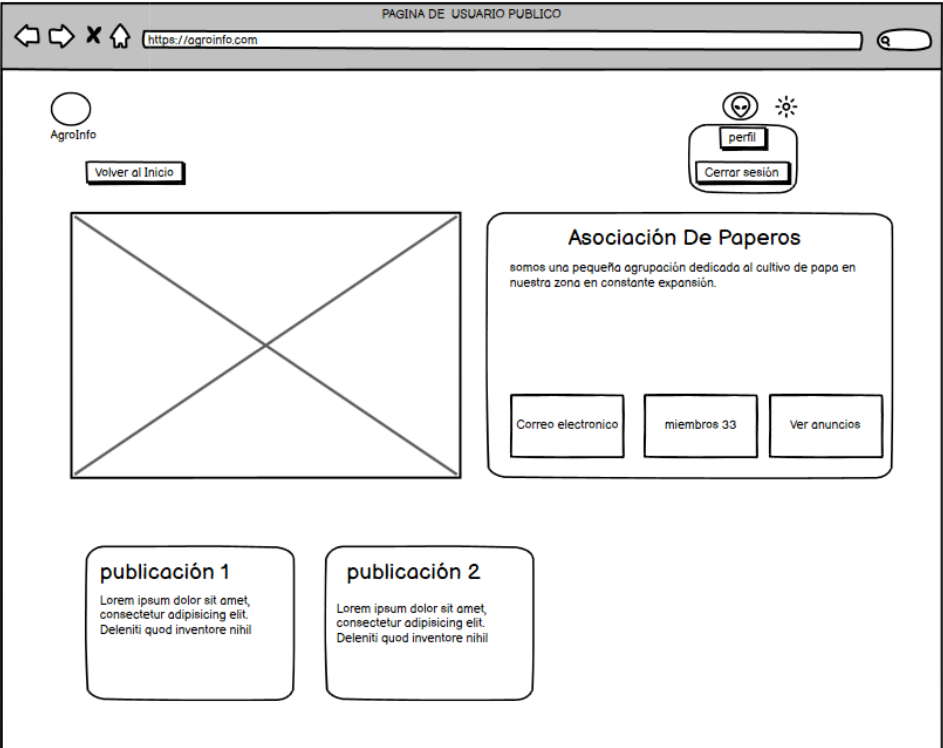 PAGINA DE USUARIO PUBLICO
https://agroinfo.com
AgroInfo
perfil
Volver al Inicio
Cerrar sesión
Asociación De Paperos
somos una pequeña agrupación dedicada al cultivo de papa en
nuestra zona en constante expansión.
Correo electronico
miembros 33
Ver anuncios
publicación 1
Lorem ipsum dolor sit amet,
consectetur adipisicing elit.
Deleniti quod inventore nihil
publicación 2
Lorem ipsum dolor sit amet,
consectetur adipisicing elit.
Deleniti quod inventore nihil